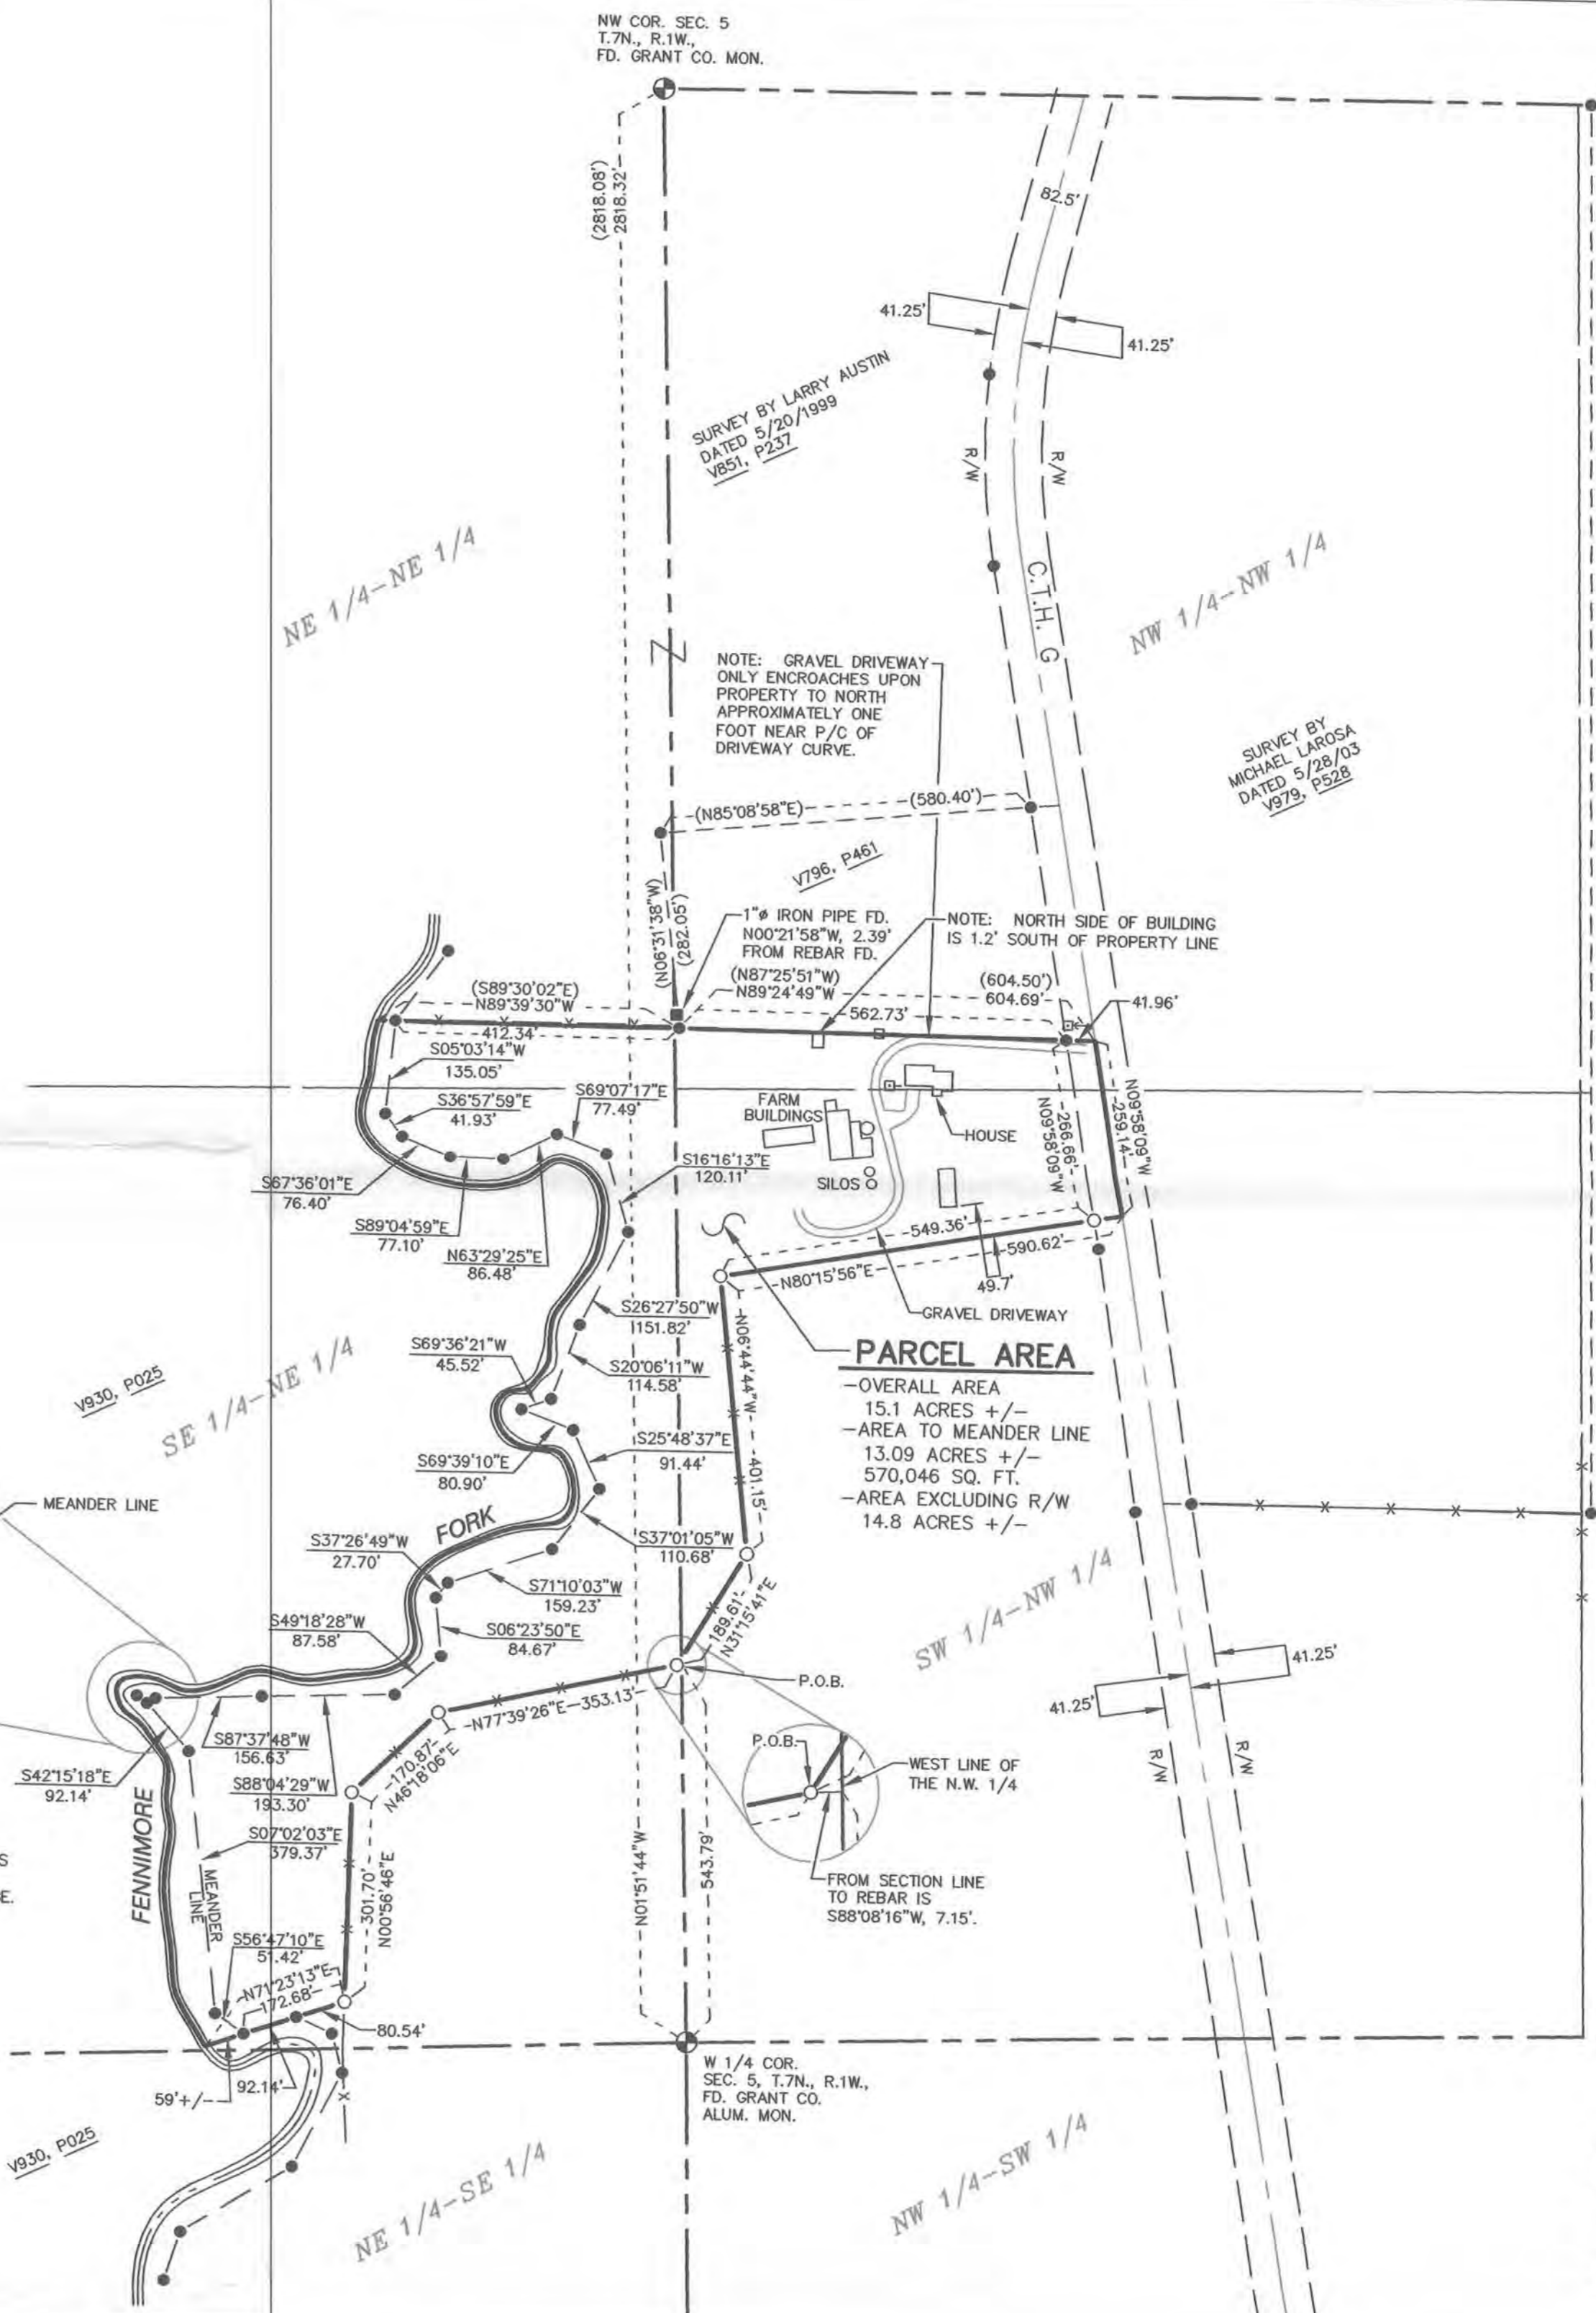 NW COR. SEC. 5
T.7N., R.1W.,
FD. GRANT CO. MON.
(2818.08')
2818.32'
82.5'
41.25'
41.25'
SURVEY BY LARRY AUSTIN
DATED 5/20/1999
V851, P237
R/W
R/W
NE 1/4-NE 1/4
C.T.H. G
NW 1/4-NW 1/4
NOTE: GRAVEL DRIVEWAY
ONLY ENCROACHES UPON
PROPERTY TO NORTH
APPROXIMATELY ONE
FOOT NEAR P/C OF
DRIVEWAY CURVE.
SURVEY BY
MICHAEL LAROSA
DATED 5/28/03
V979, P528
(N85°08'58"E)
(580.40')
V796, P461
(N06°31'38"W)
(282.05')
1"ø IRON PIPE FD.
N00°21'58"W, 2.39'
FROM REBAR FD.
NOTE: NORTH SIDE OF BUILDING
IS 1.2' SOUTH OF PROPERTY LINE
(S89°30'02"E)
N89°39'30"W
412.34'
(N87°25'51"W)
N89°24'49"W
(604.50')
604.69'
562.73'
41.96'
S05°03'14"W
135.05'
S36°57'59"E
41.93'
S69°07'17"E
77.49'
FARM
BUILDINGS
HOUSE
SILOS
266.66'
N09°58'09"W
N09°58'09"W
259.14'
S67°36'01"E
76.40'
S16°16'13"E
120.11'
S89°04'59"E
77.10'
N63°29'25"E
86.48'
549.36'
590.62'
N80°15'56"E
49.7'
GRAVEL DRIVEWAY
S26°27'50"W
151.82'
S69°36'21"W
45.52'
S20°06'11"W
114.58'
N06°44'44"W
401.15'
PARCEL AREA
-OVERALL AREA
15.1 ACRES +/-
-AREA TO MEANDER LINE
13.09 ACRES +/-
570,046 SQ. FT.
-AREA EXCLUDING R/W
14.8 ACRES +/-
V930, P025
SE 1/4-NE 1/4
S69°39'10"E
80.90'
S25°48'37"E
91.44'
MEANDER LINE
FORK
S37°26'49"W
27.70'
S37°01'05"W
110.68'
S71°10'03"W
159.23'
S49°18'28"W
87.58'
S06°23'50"E
84.67'
189.61'
N31°15'41"E
SW 1/4-NW 1/4
P.O.B.
41.25'
41.25'
N77°39'26"E-353.13'
S87°37'48"W
156.63'
S42°15'18"E
92.14'
S88°04'29"W
193.30'
170.87'
N46°18'06"E
P.O.B.
WEST LINE OF
THE N.W. 1/4
R/W
R/W
FENNIMORE
S07°02'03"E
379.37'
MEANDER
LINE
S
E.
301.70'
N00°56'46"E
N01°51'44"W
543.79'
FROM SECTION LINE
TO REBAR IS
S88°08'16"W, 7.15'.
S56°47'10"E
51.42'
N71°23'13"E
172.68'
80.54'
59'+/-
92.14'
W 1/4 COR.
SEC. 5, T.7N., R.1W.,
FD. GRANT CO.
ALUM. MON.
V930, P025
NE 1/4-SE 1/4
NW 1/4-SW 1/4